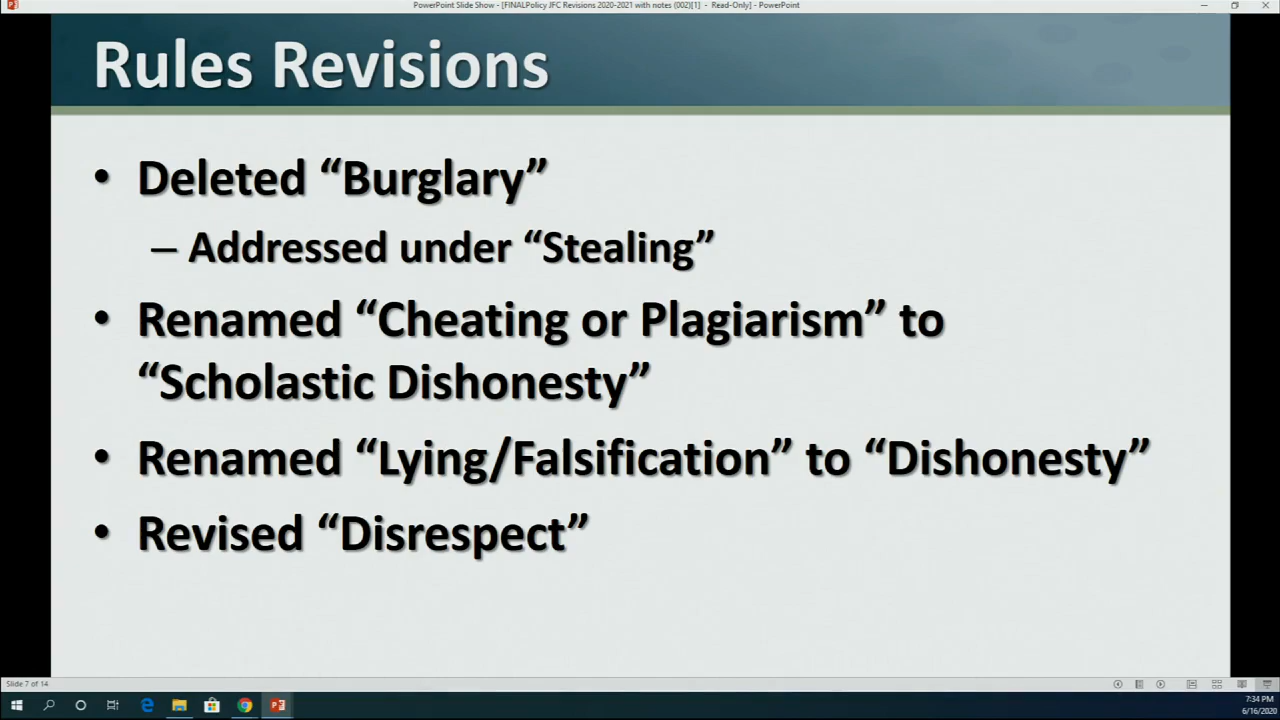 PowerPoint Slide Show - [FINALPolicy JFC Revisions 2020-2021 with notes (002)[1] - Read-Only] - PowerPoint
Rules Revisions
• Deleted “Burglary”
– Addressed under “Stealing”
• Renamed “Cheating or Plagiarism” to
“Scholastic Dishonesty”
• Renamed “Lying/Falsification” to “Dishonesty”
• Revised “Disrespect”
Slide 7 of 14
7:34 PM
6/16/2020